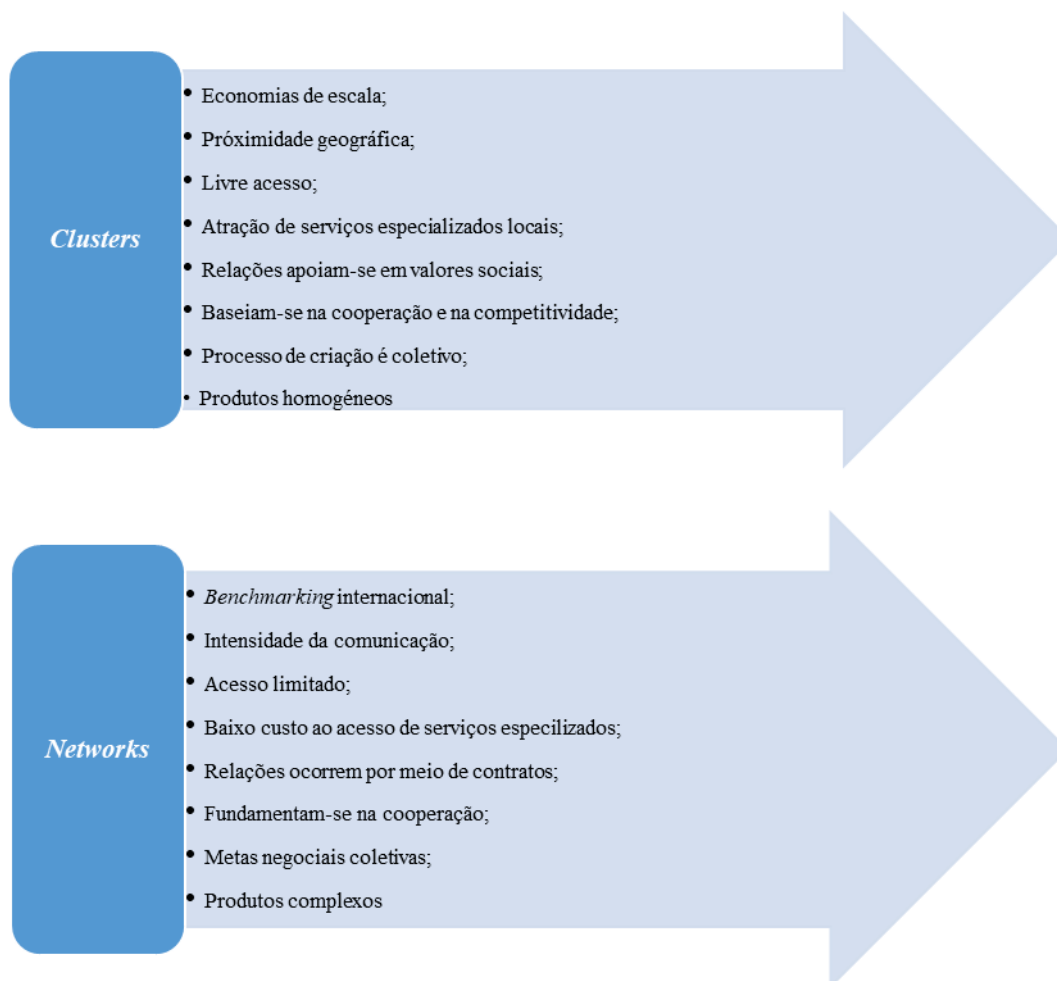 Clusters
• Economias de escala;
• Próximidade geográfica;
• Livre acesso;
• Atração de serviços especializados locais;
• Relações apoiam-se em valores sociais;
• Baseiam-se na cooperação e na competitividade;
• Processo de criação é coletivo;
• Produtos homogéneos
Networks
• Benchmarking internacional;
• Intensidade da comunicação;
• Acesso limitado;
• Baixo custo ao acesso de serviços especilizados;
• Relações ocorrem por meio de contratos;
• Fundamentam-se na cooperação;
• Metas negociais coletivas;
• Produtos complexos